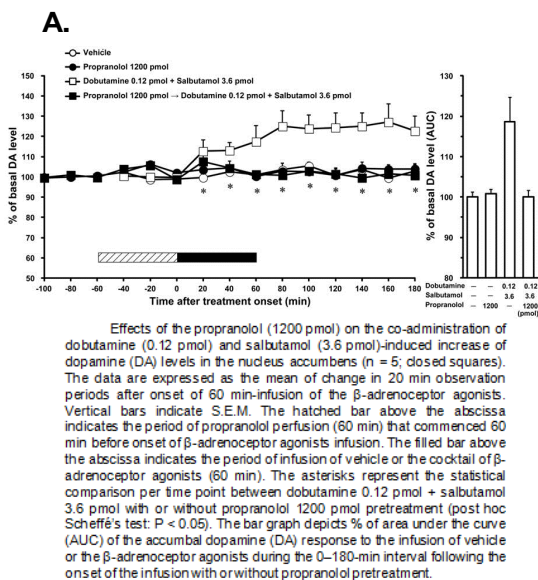 A.
Vehicle
Propranolol 1200 pmol
Dobutamine 0.12 pmol + Salbutamol 3.6 pmol
Propranolol 1200 pmol → Dobutamine 0.12 pmol + Salbutamol 3.6 pmol
% of basal DA level
150
140
130
120
110
100
90
80
70
60
50
* * * * * * * * *
-100 -80 -60 -40 -20 0 20 40 60 80 100 120 140 160 180
Time after treatment onset (min)
% of basal DA level (AUC)
130
120
110
100
90
80
Dobutamine – – 0.12 0.12
Salbutamol – – 3.6 3.6
Propranolol – 1200 – 1200
(pmol)
Effects of the propranolol (1200 pmol) on the co-administration of
dobutamine (0.12 pmol) and salbutamol (3.6 pmol)-induced increase of
dopamine (DA) levels in the nucleus accumbens (n = 5; closed squares).
The data are expressed as the mean of change in 20 min observation
periods after onset of 60 min-infusion of the β-adrenoceptor agonists.
Vertical bars indicate S.E.M. The hatched bar above the abscissa
indicates the period of propranolol perfusion (60 min) that commenced 60
min before onset of β-adrenoceptor agonists infusion. The filled bar above
the abscissa indicates the period of infusion of vehicle or the cocktail of β-
adrenoceptor agonists (60 min). The asterisks represent the statistical
comparison per time point between dobutamine 0.12 pmol + salbutamol
3.6 pmol with or without propranolol 1200 pmol pretreatment (post hoc
Scheffé's test: P < 0.05). The bar graph depicts % of area under the curve
(AUC) of the accumbal dopamine (DA) response to the infusion of vehicle
or the β-adrenoceptor agonists during the 0–180-min interval following the
onset of the infusion with or without propranolol pretreatment.